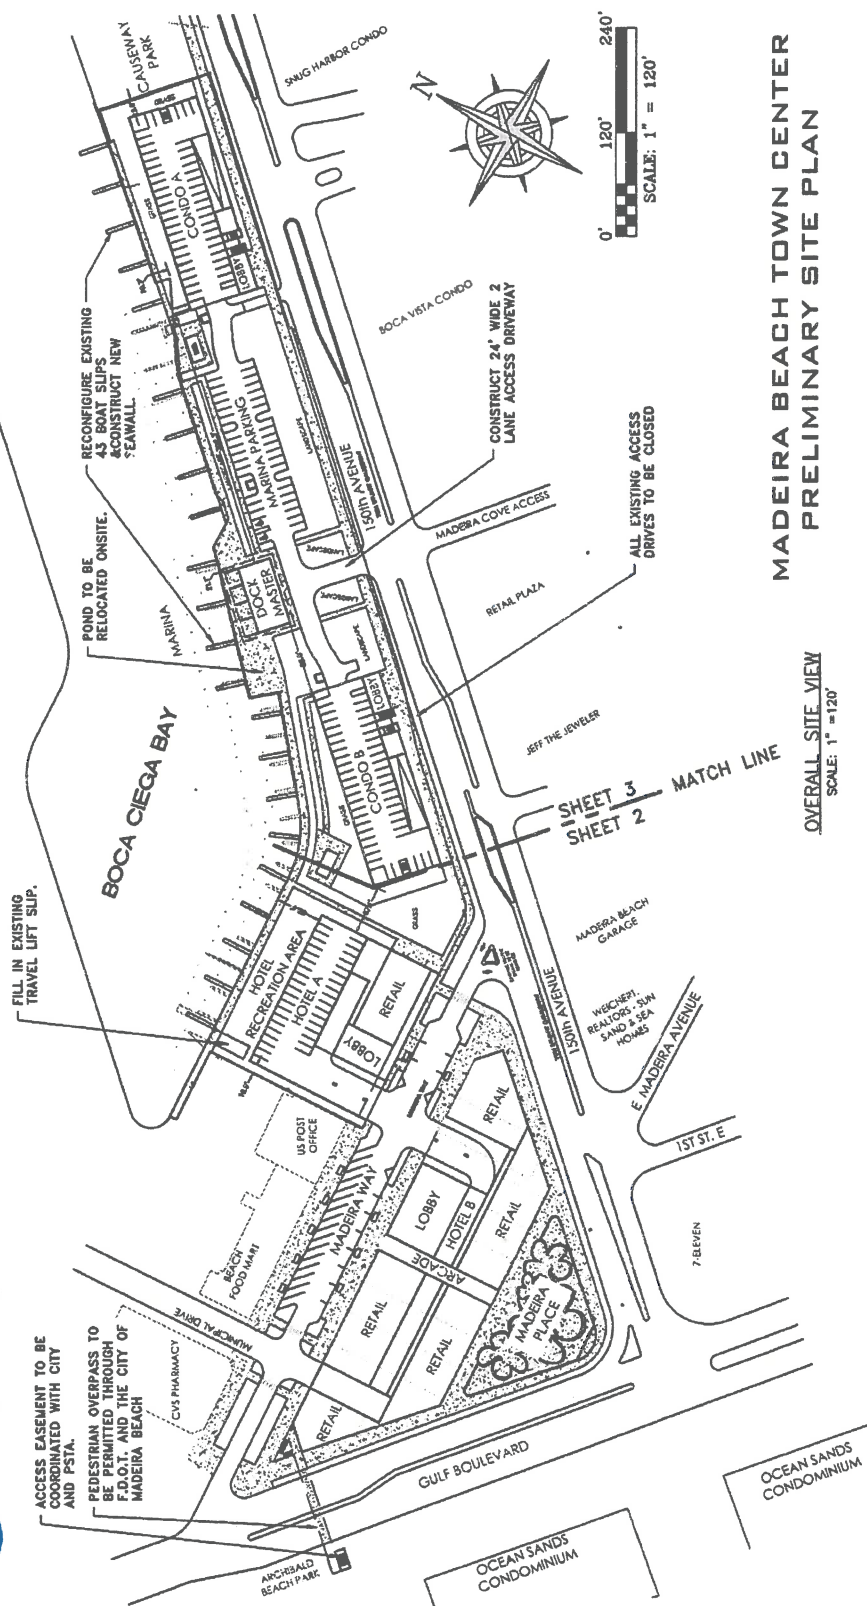 ACCESS EASEMENT TO BE
COORDINATED WITH CITY
AND PSTA.
PEDESTRIAN OVERPASS TO
BE PERMITTED THROUGH
F.D.O.T. AND THE CITY OF
MADEIRA BEACH
FILL IN EXISTING
TRAVEL LIFT SLIP.
POND TO BE
RELOCATED ONSITE.
RECONFIGURE EXISTING
43 BOAT SLIPS
&CONSTRUCT NEW
SEAWALL.
CAUSEWAY
PARK
BOCA CIEGA BAY
MARINA
CONDO A
LOBBY
GRASS
SNUG HARBOR CONDO
MARINA PARKING
LANDSCAPE
DOCK
MASTER
LANDSCAPE
LANDSCAPE
LANDSCAPE
150th AVENUE
BOCA VISTA CONDO
CONSTRUCT 24' WIDE 2
LANE ACCESS DRIVEWAY
MADEIRA COVE ACCESS
ALL EXISTING ACCESS
DRIVES TO BE CLOSED
RETAIL PLAZA
CONDO B
LOBBY
GRASS
JEFF THE JEWELER
SHEET 3
SHEET 2
MATCH LINE
HOTEL
RECREATION AREA
HOTEL A
RETAIL
LOBBY
GRASS
MADEIRA BEACH
GARAGE
150th AVENUE
WEICHERT
REALTORS - SUN
SAND & SEA
HOMES
E MADEIRA AVENUE
1ST ST. E
7-ELEVEN
US POST
OFFICE
BEACH
FOOD MART
MADEIRA WAY
RETAIL
LOBBY
HOTEL B
RETAIL
ARCADE
RETAIL
RETAIL
RETAIL
MADEIRA
PLACE
MUNICIPAL DRIVE
CVS PHARMACY
GULF BOULEVARD
ARCHIBALD
BEACH PARK
OCEAN SANDS
CONDOMINIUM
OCEAN SANDS
CONDOMINIUM
N
0' 120' 240'
SCALE: 1" = 120'
OVERALL SITE VIEW
SCALE: 1" =120'
MADEIRA BEACH TOWN CENTER
PRELIMINARY SITE PLAN